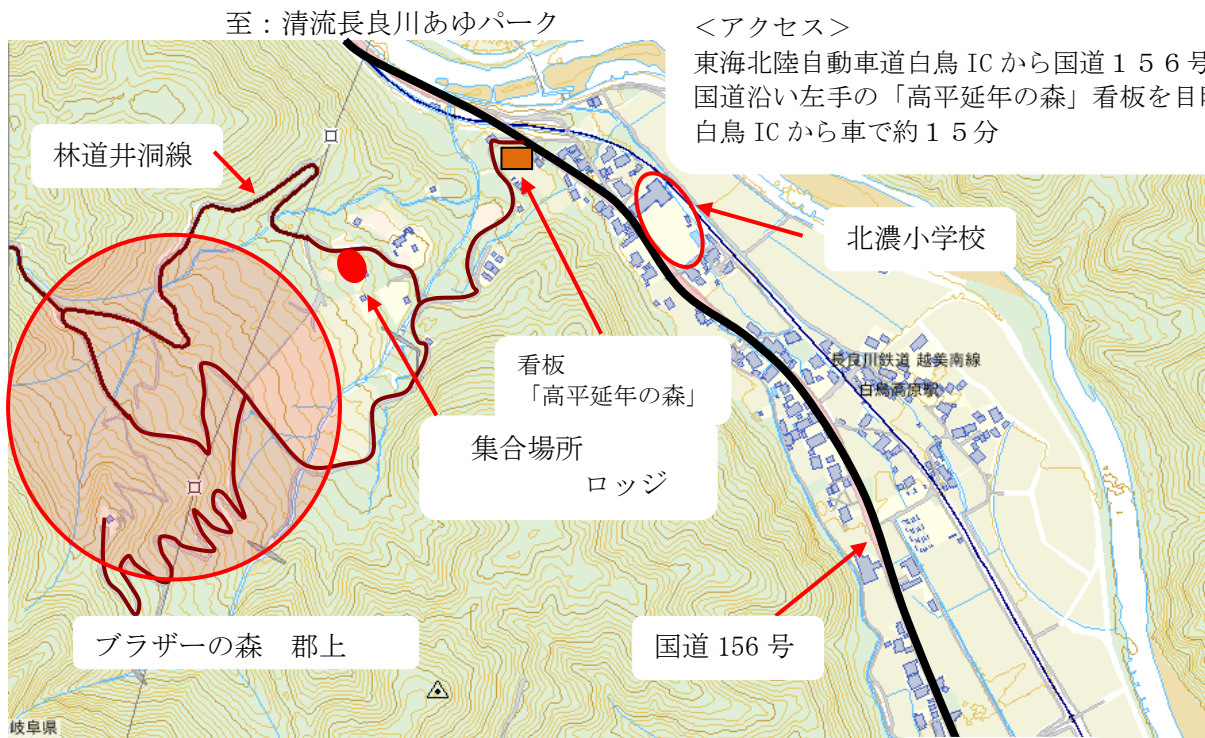 至：清流長良川あゆパーク
＜アクセス＞
東海北陸自動車道白鳥 IC から国道１５６号
国道沿い左手の「高平延年の森」看板を目
白鳥 IC から車で約１５分
林道井洞線
北濃小学校
看板
「高平延年の森」
長良川鉄道 越美南線
白鳥高原駅
集合場所
ロッジ
ブラザーの森　郡上
国道 156 号
岐阜県